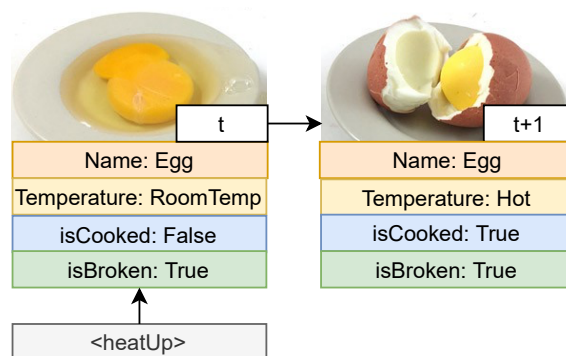 t
Name: Egg
Temperature: RoomTemp
isCooked: False
isBroken: True
<heatUp>
t+1
Name: Egg
Temperature: Hot
isCooked: True
isBroken: True